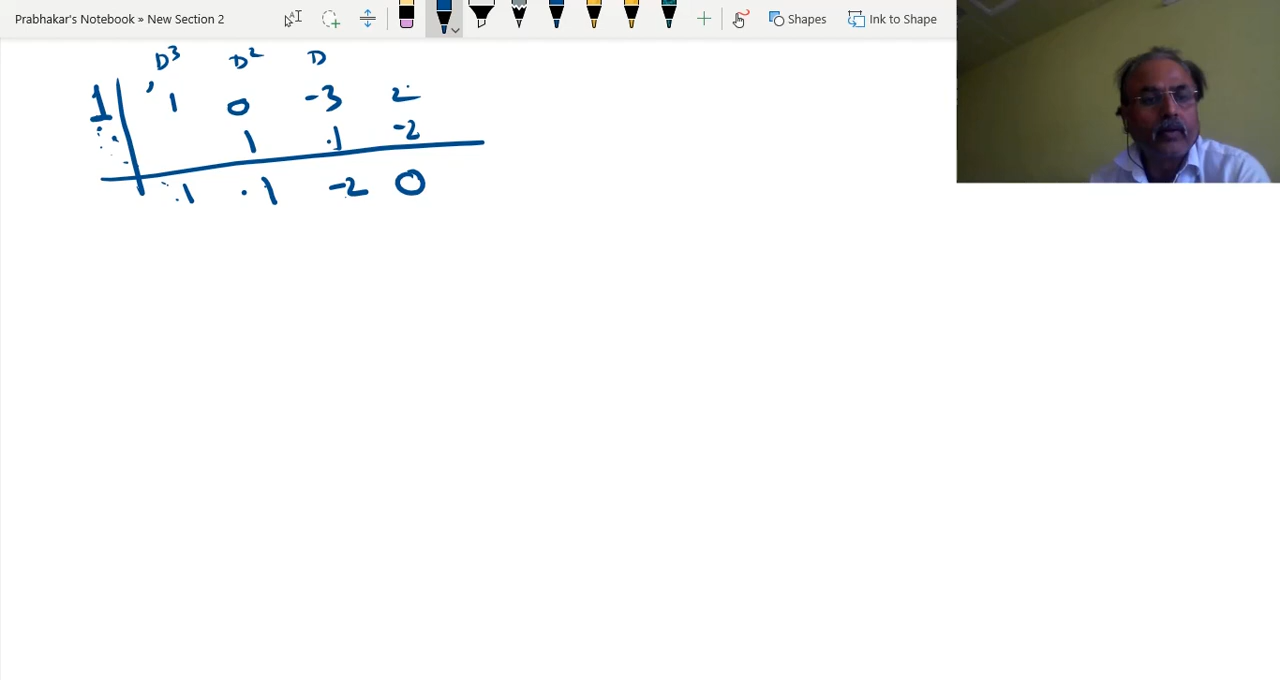 Prabhakar's Notebook » New Section 2
Shapes
Ink to Shape
D³ D² D
1 1 0 -3 2
1 1 -2
1 1 -2 0